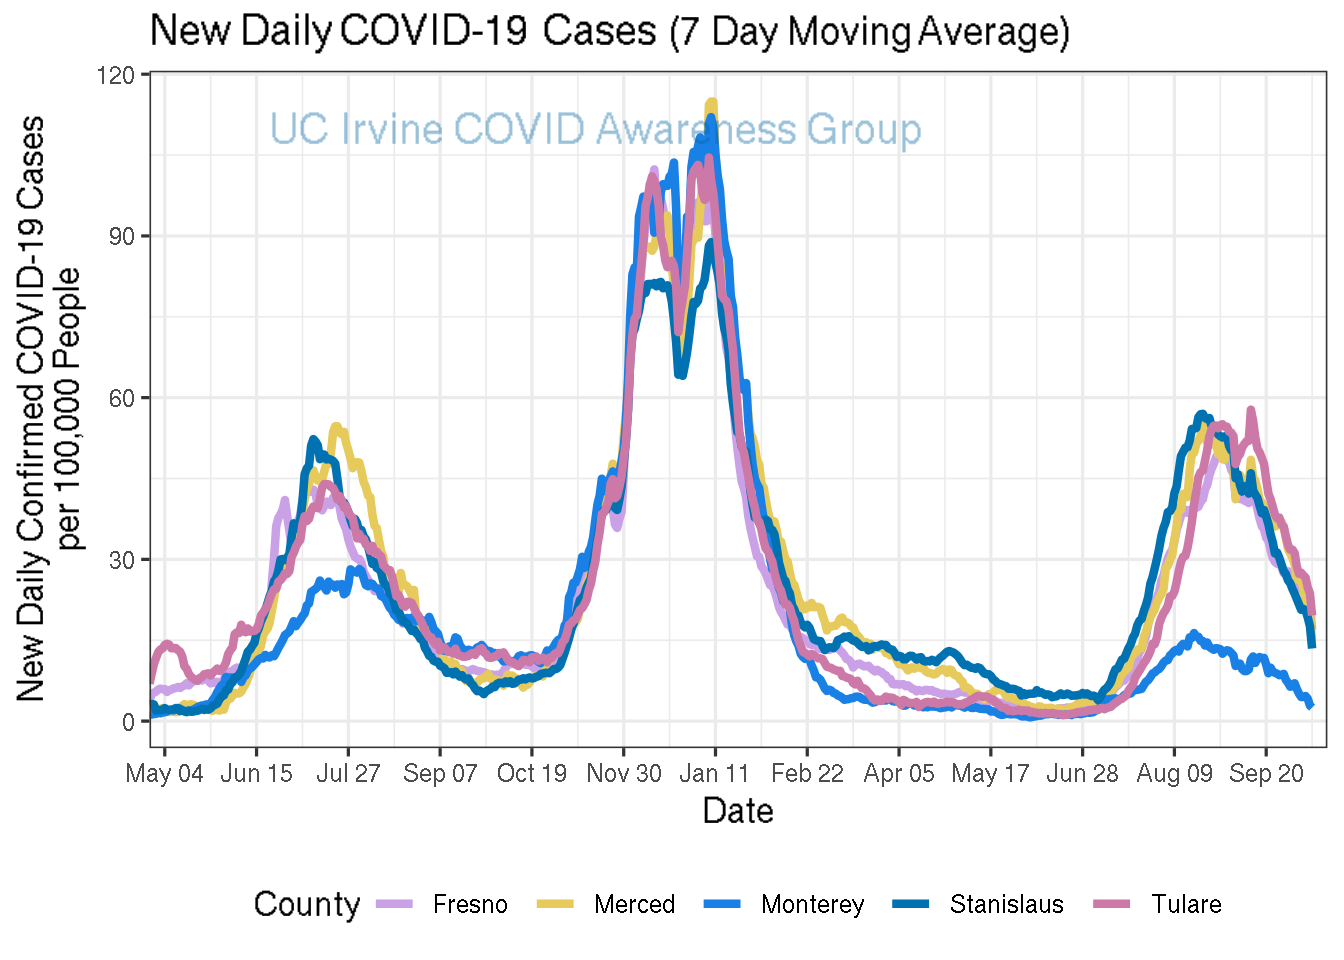 New Daily COVID-19 Cases (7 Day Moving Average)
UC Irvine COVID Awareness Group
New Daily Confirmed COVID-19 Cases
per 100,000 People
120
90
60
30
0
May 04 Jun 15 Jul 27 Sep 07 Oct 19 Nov 30 Jan 11 Feb 22 Apr 05 May 17 Jun 28 Aug 09 Sep 20
Date
County Fresno Merced Monterey Stanislaus Tulare